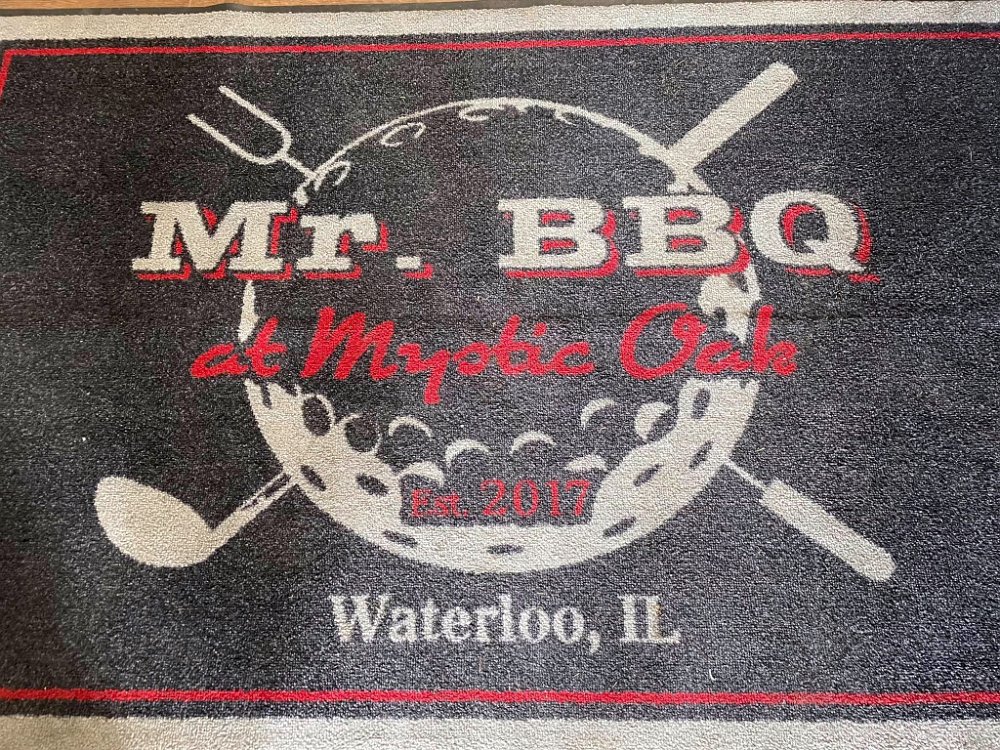 Mr. BBQ
at Mystic Oak
Est. 2017
Waterloo, IL